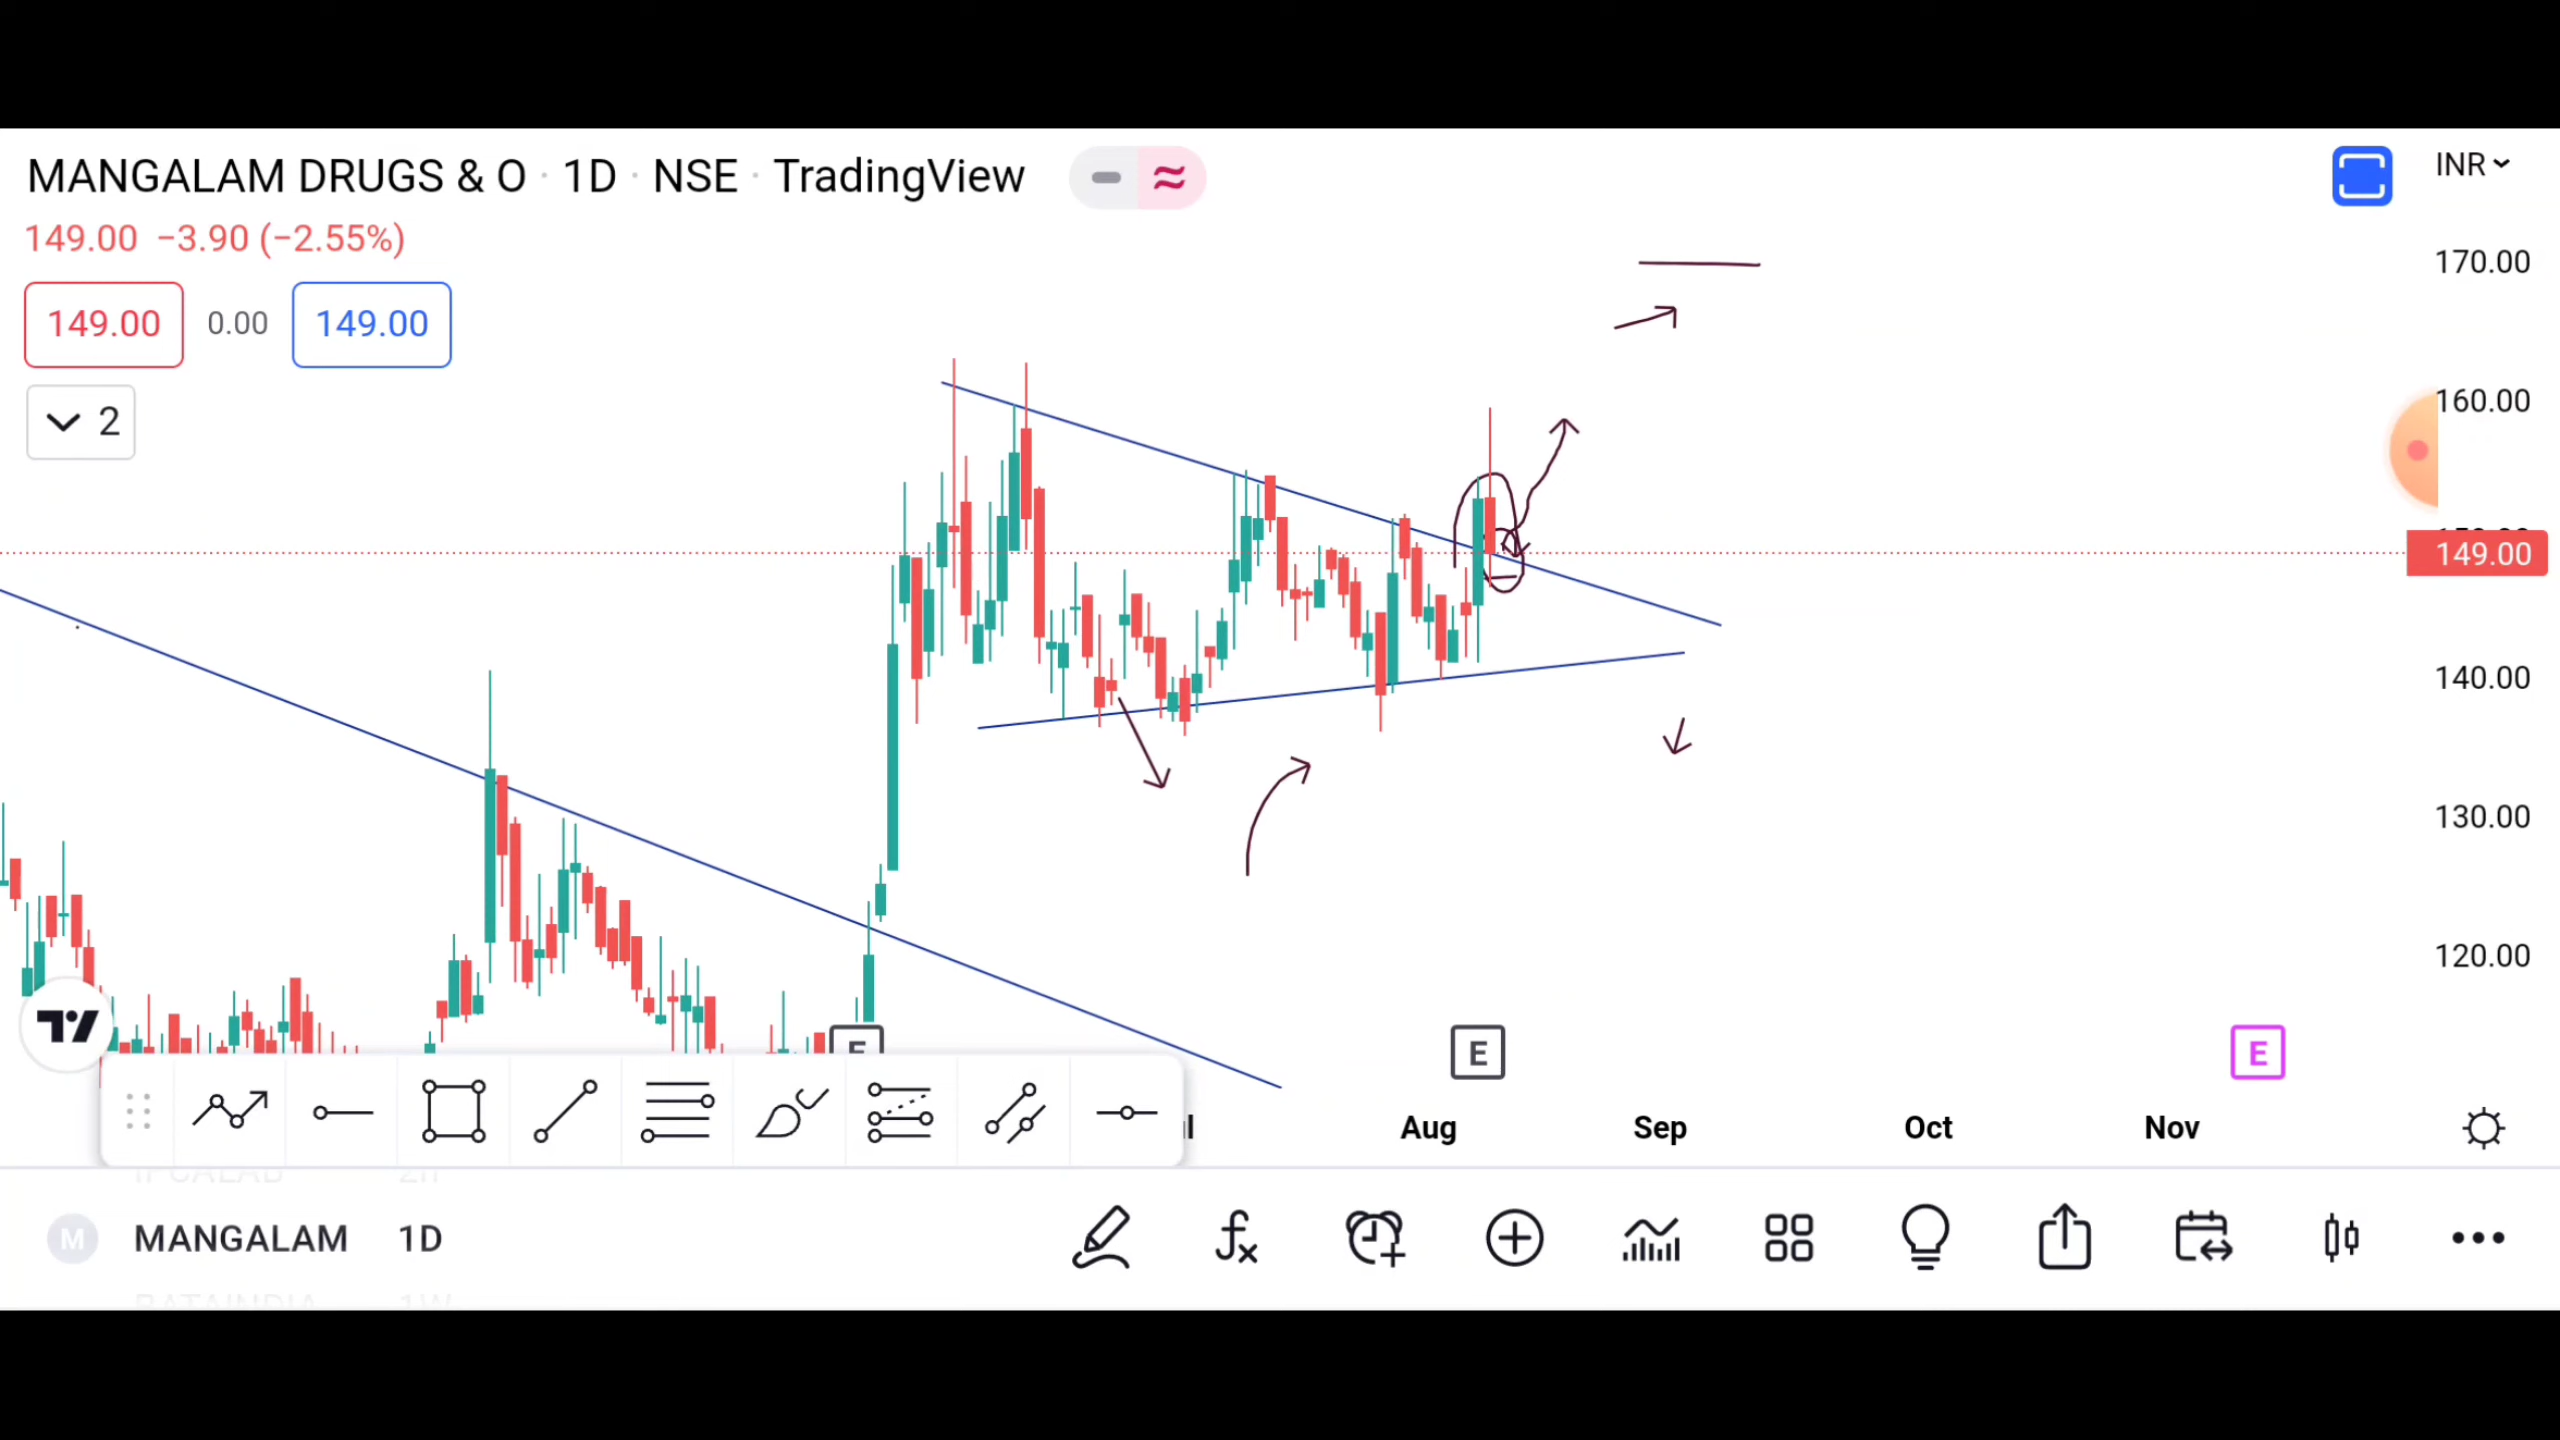 MANGALAM DRUGS & O · 1D · NSE · TradingView
INR
149.00 −3.90 (−2.55%)
149.00 0.00 149.00
2
170.00
160.00
149.00
140.00
130.00
120.00
E E
Aug Sep Oct Nov
M MANGALAM 1D